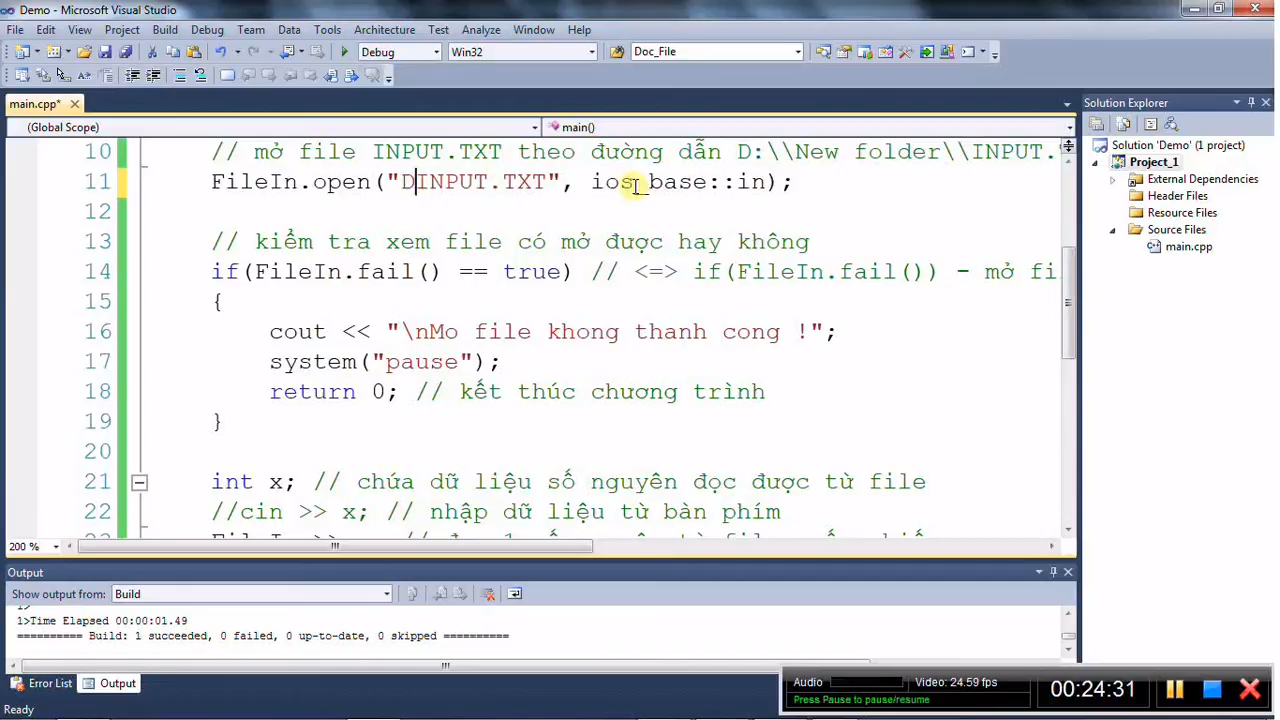 Demo - Microsoft Visual Studio
File Edit View Project Build Debug Team Data Tools Architecture Test Analyze Window Help
Debug Win32 Doc_File
main.cpp*
(Global Scope) main()
10 // mở file INPUT.TXT theo đường dẫn D:\\New folder\\INPUT.
11 FileIn.open("DINPUT.TXT", ios_base::in);
12
13 // kiểm tra xem file có mở được hay không
14 if(FileIn.fail() == true) // <=> if(FileIn.fail()) - mở fi
15 {
16 cout << "\nMo file khong thanh cong !";
17 system("pause");
18 return 0; // kết thúc chương trình
19 }
20
21 int x; // chứa dữ liệu số nguyên đọc được từ file
22 //cin >> x; // nhập dữ liệu từ bàn phím
200 %
Solution Explorer
Solution 'Demo' (1 project)
Project_1
External Dependencies
Header Files
Resource Files
Source Files
main.cpp
Output
Show output from: Build
1>
1>Time Elapsed 00:00:01.49
========== Build: 1 succeeded, 0 failed, 0 up-to-date, 0 skipped ==========
Error List Output
Ready
Audio Video: 24.59 fps
Press Pause to pause/resume
00:24:31